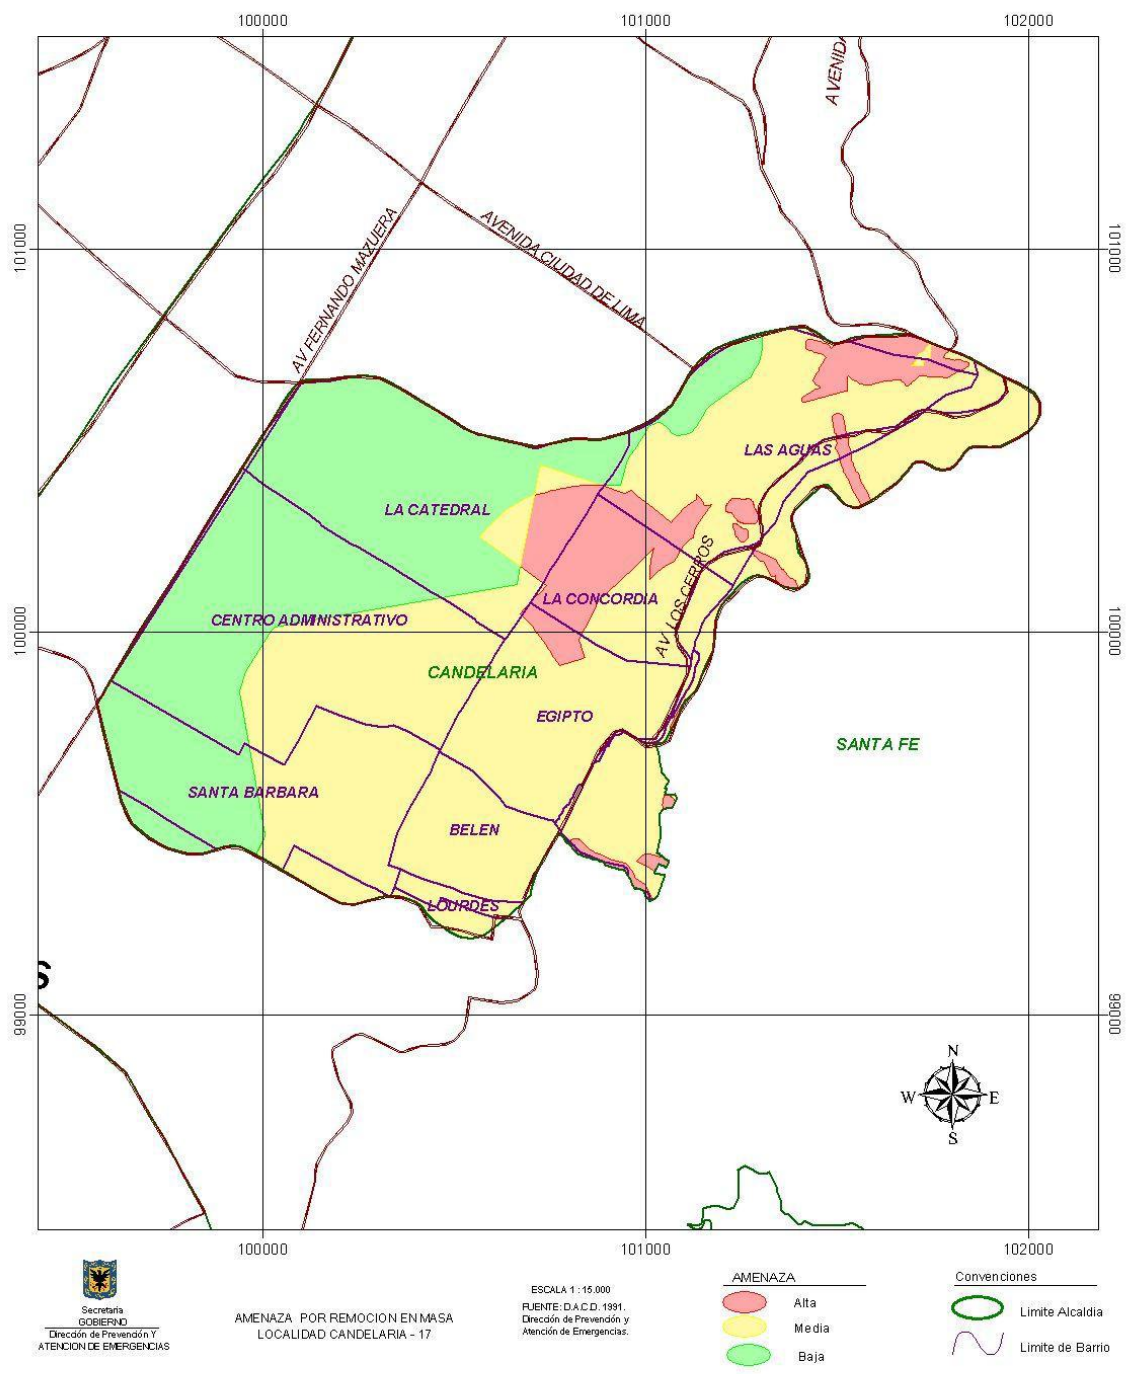 100000
101000
102000
AVENIDA
101000
101000
AV FERNANDO MAZUERA
AVENIDA CIUDAD DE LIMA
LAS AGUAS
LA CATEDRAL
AV. LOS CERROS
LA CONCORDIA
CENTRO ADMINISTRATIVO
100000
100000
CANDELARIA
EGIPTO
SANTA FE
SANTA BARBARA
BELEN
LOURDES
S
99000
99000
N
W
E
S
100000
101000
102000
Secretaria
GOBIERNO
Dirección de Prevención Y
ATENCION DE EMERGENCIAS
AMENAZA POR REMOCION EN MASA
LOCALIDAD CANDELARIA - 17
ESCALA 1 : 15.000
FUENTE: D.A.C.D. 1991.
Dirección de Prevención y
Atención de Emergencias.
AMENAZA
Alta
Media
Baja
Convenciones
Limite Alcaldia
Limite de Barrio